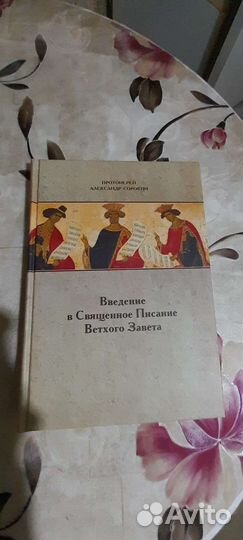 ПРОТОИЕРЕЙ
АЛЕКСАНДР СОРОКИН
Введение
в Священное Писание
Ветхого Завета
Avito